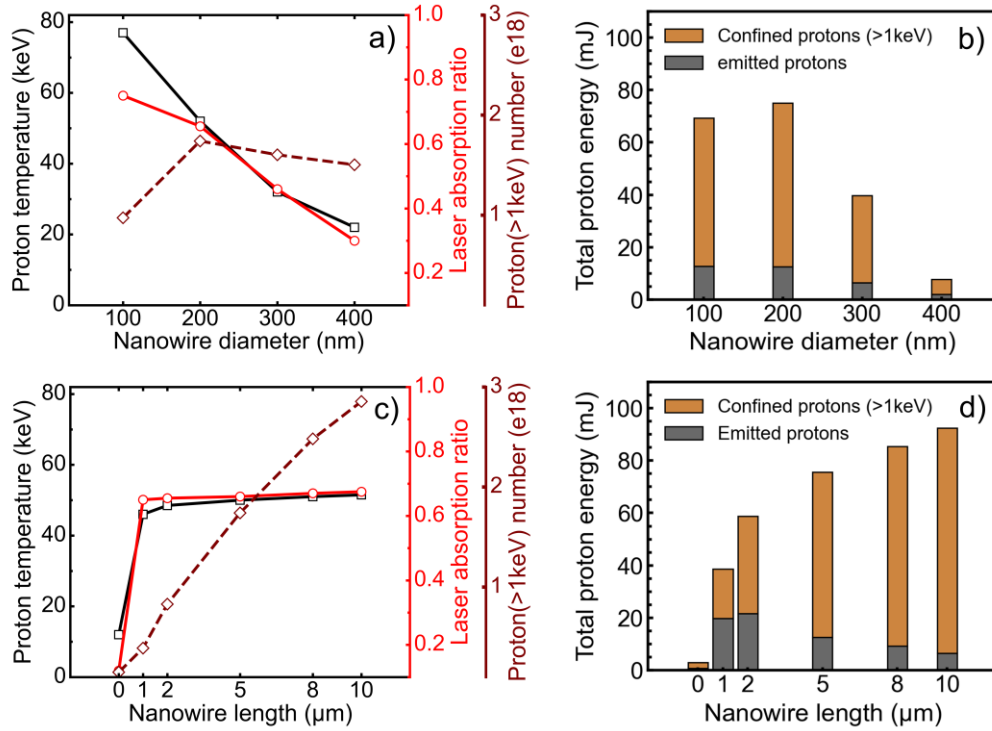 a)
Proton temperature (keV)
80
60
40
20
0
100 200 300 400
Nanowire diameter (nm)
1.0
0.8
0.6
0.4
0.2
Laser absorption ratio
3
2
1
Proton(>1keV) number (e18)
b)
Confined protons (>1keV)
emitted protons
Total proton energy (mJ)
100
80
60
40
20
0
100 200 300 400
Nanowire diameter (nm)
c)
Proton temperature (keV)
80
60
40
20
0
0 1 2 5 8 10
Nanowire length (μm)
1.0
0.8
0.6
0.4
0.2
Laser absorption ratio
3
2
1
Proton(>1keV) number (e18)
d)
Confined protons (>1keV)
Emitted protons
Total proton energy (mJ)
100
80
60
40
20
0
0 1 2 5 8 10
Nanowire length (μm)